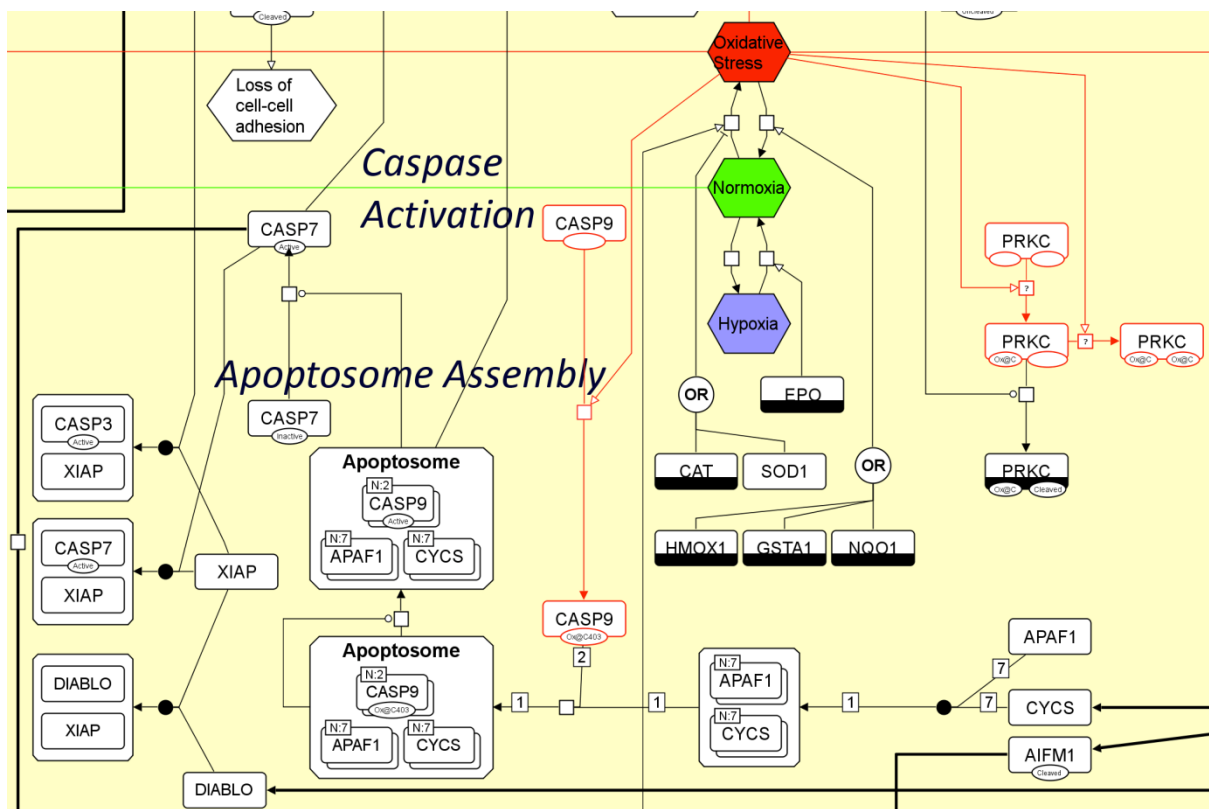 Cleaved
Uncleaved
Oxidative
Stress
Loss of
cell-cell
adhesion
Caspase
Activation
Normoxia
CASP7
Active
CASP9
PRKC
?
Hypoxia
PRKC
Ox@C
?
PRKC
Ox@C
Ox@C
Apoptosome Assembly
CASP7
Inactive
OR
EPO
CASP3
Active
XIAP
Apoptosome
N:2
CASP9
Active
N:7
APAF1
N:7
CYCS
CAT
SOD1
OR
PRKC
Ox@C
Cleaved
HMOX1
GSTA1
NQO1
CASP7
Active
XIAP
XIAP
CASP9
Ox@C403
2
Apoptosome
N:2
CASP9
Ox@C403
N:7
APAF1
N:7
CYCS
1
1
N:7
APAF1
N:7
CYCS
1
7
7
APAF1
CYCS
AIFM1
Cleaved
DIABLO
XIAP
DIABLO